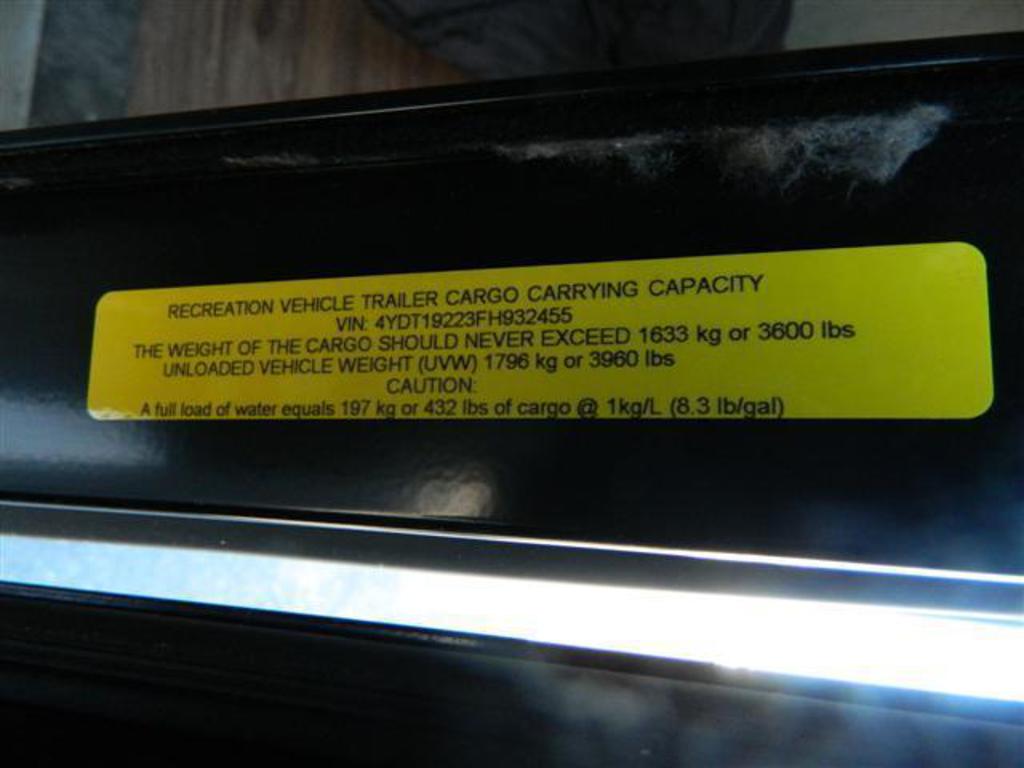 RECREATION VEHICLE TRAILER CARGO CARRYING CAPACITY
VIN: 4YDT19223FH932455
THE WEIGHT OF THE CARGO SHOULD NEVER EXCEED 1633 kg or 3600 lbs
UNLOADED VEHICLE WEIGHT (UVW) 1796 kg or 3960 lbs
CAUTION:
A full load of water equals 197 kg or 432 lbs of cargo @ 1kg/L (8.3 lb/gal)